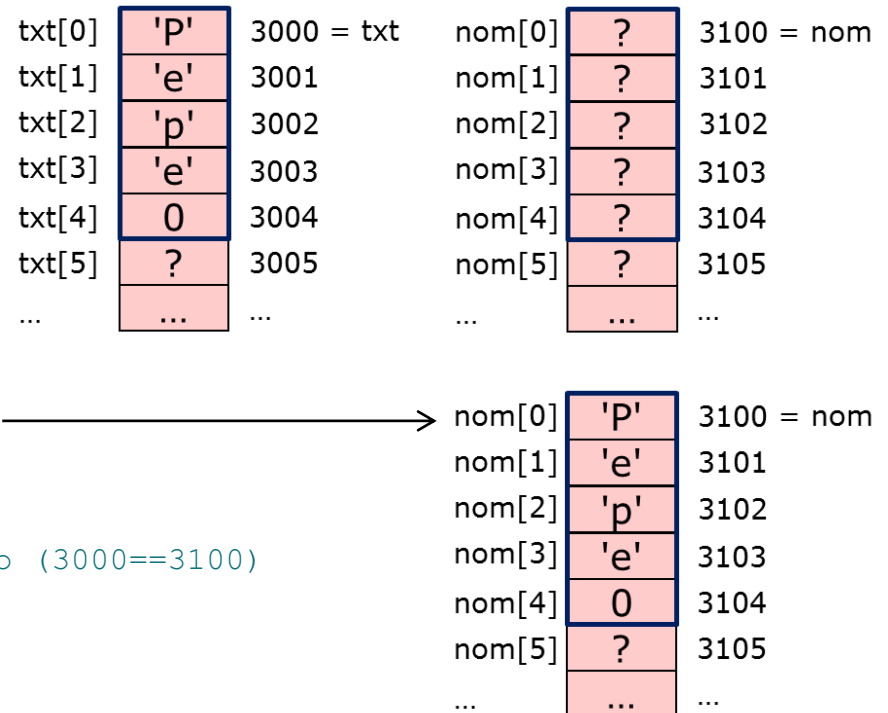 txt[0] 'P' 3000 = txt nom[0] ? 3100 = nom
txt[1] 'e' 3001 nom[1] ? 3101
txt[2] 'p' 3002 nom[2] ? 3102
txt[3] 'e' 3003 nom[3] ? 3103
txt[4] 0 3004 nom[4] ? 3104
txt[5] ? 3005 nom[5] ? 3105
... ... ... ... ... ...
nom[0] 'P' 3100 = nom
nom[1] 'e' 3101
nom[2] 'p' 3102
o (3000==3100) nom[3] 'e' 3103
nom[4] 0 3104
nom[5] ? 3105
... ... ...